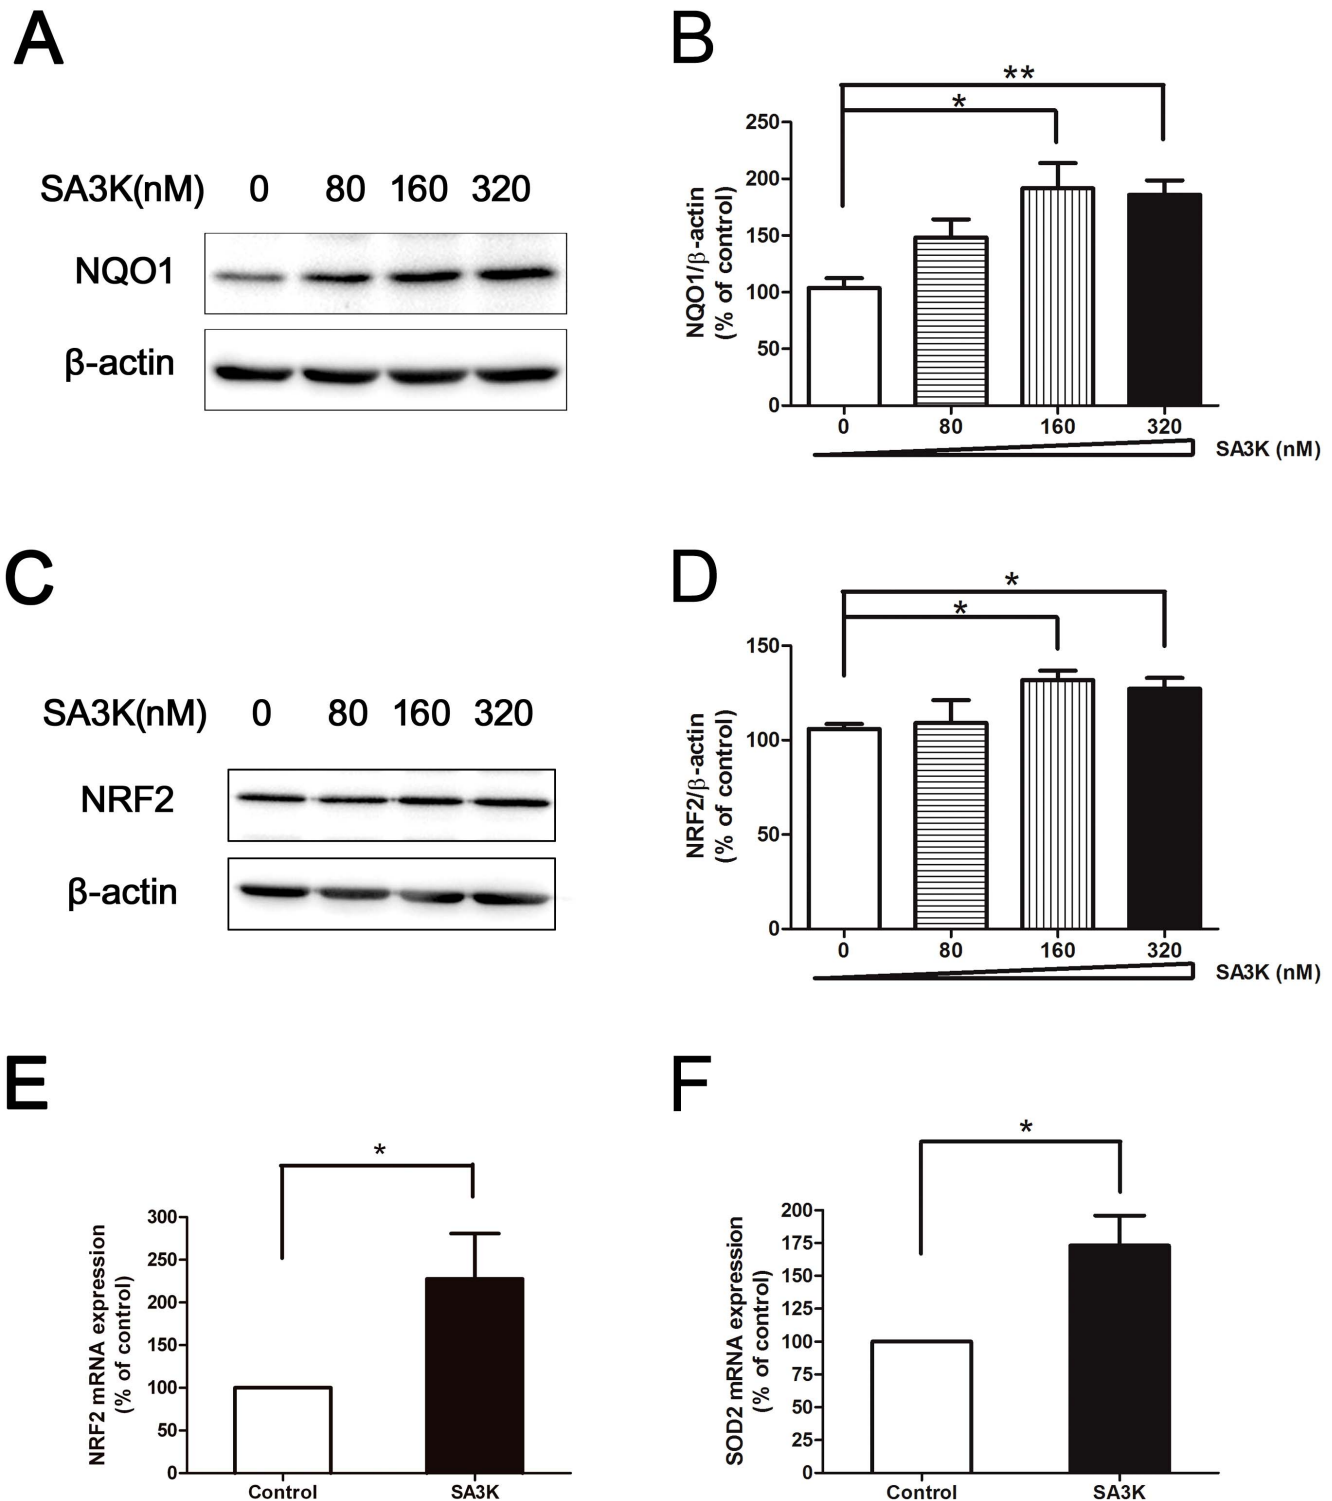 A
SA3K(nM) 0 80 160 320
NQO1
β-actin
B
**
*
250
200
150
100
50
0
NQO1/β-actin
(% of control)
0 80 160 320
SA3K (nM)
C
SA3K(nM) 0 80 160 320
NRF2
β-actin
D
*
*
150
100
50
0
NRF2/β-actin
(% of control)
0 80 160 320
SA3K (nM)
E
*
300
250
200
150
100
50
0
NRF2 mRNA expression
(% of control)
Control SA3K
F
*
200
175
150
125
100
75
50
25
0
SOD2 mRNA expression
(% of control)
Control SA3K